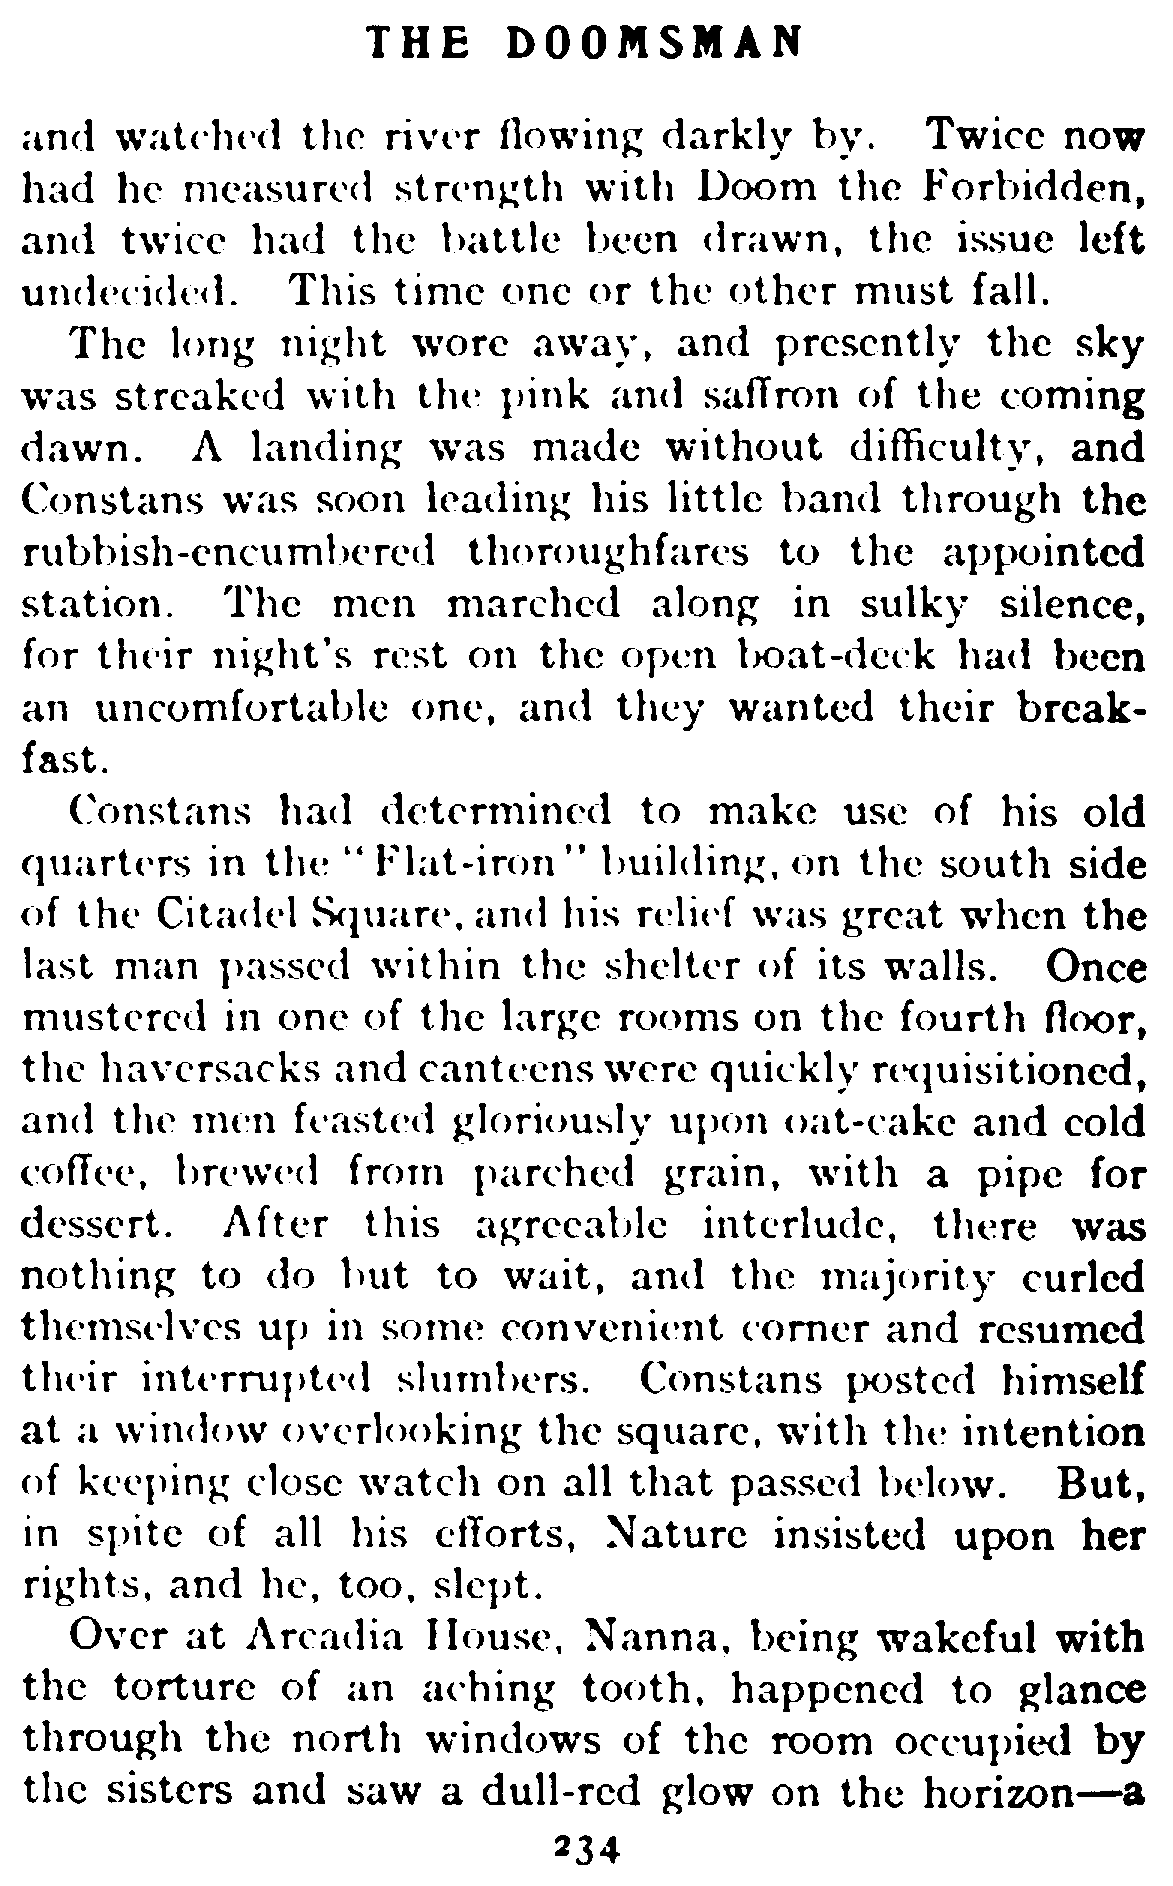 THE DOOMSMAN
and watched the river flowing darkly by. Twice now
had he measured strength with Doom the Forbidden,
and twice had the battle been drawn, the issue left
undecided. This time one or the other must fall.
The long night wore away, and presently the sky
was streaked with the pink and saffron of the coming
dawn. A landing was made without difficulty, and
Constans was soon leading his little band through the
rubbish-encumbered thoroughfares to the appointed
station. The men marched along in sulky silence,
for their night's rest on the open boat-deck had been
an uncomfortable one, and they wanted their break-
fast.
Constans had determined to make use of his old
quarters in the "Flat-iron" building, on the south side
of the Citadel Square, and his relief was great when the
last man passed within the shelter of its walls. Once
mustered in one of the large rooms on the fourth floor,
the haversacks and canteens were quickly requisitioned,
and the men feasted gloriously upon oat-cake and cold
coffee, brewed from parched grain, with a pipe for
dessert. After this agreeable interlude, there was
nothing to do but to wait, and the majority curled
themselves up in some convenient corner and resumed
their interrupted slumbers. Constans posted himself
at a window overlooking the square, with the intention
of keeping close watch on all that passed below. But,
in spite of all his efforts, Nature insisted upon her
rights, and he, too, slept.
Over at Arcadia House, Nanna, being wakeful with
the torture of an aching tooth, happened to glance
through the north windows of the room occupied by
the sisters and saw a dull-red glow on the horizon—a
234